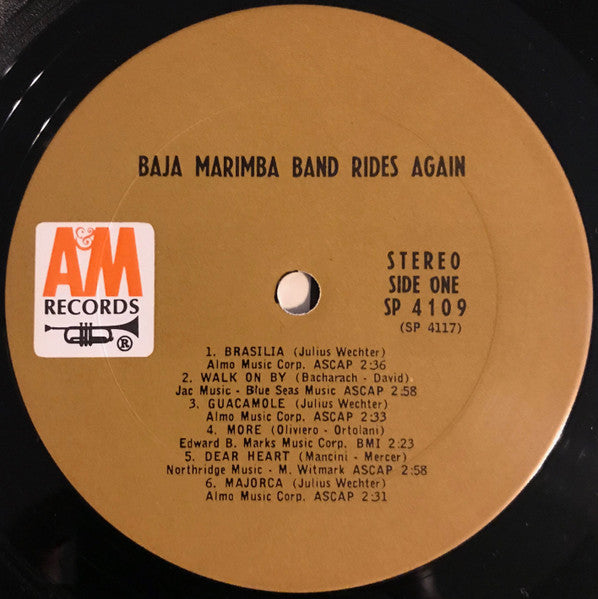 BAJA MARIMBA BAND RIDES AGAIN
A&M
RECORDS
®
STEREO
SIDE ONE
SP 4109
(SP 4117)
1. BRASILIA (Julius Wechter)
Almo Music Corp. ASCAP 2:36
2. WALK ON BY (Bacharach - David)
Jac Music - Blue Seas Music ASCAP 2:58
3. GUACAMOLE (Julius Wechter)
Almo Music Corp. ASCAP 2:33
4. MORE (Oliviero - Ortolani)
Edward B. Marks Music Corp. BMI 2:23
5. DEAR HEART (Mancini - Mercer)
Northridge Music - M. Witmark ASCAP 2:58
6. MAJORCA (Julius Wechter)
Almo Music Corp. ASCAP 2:31